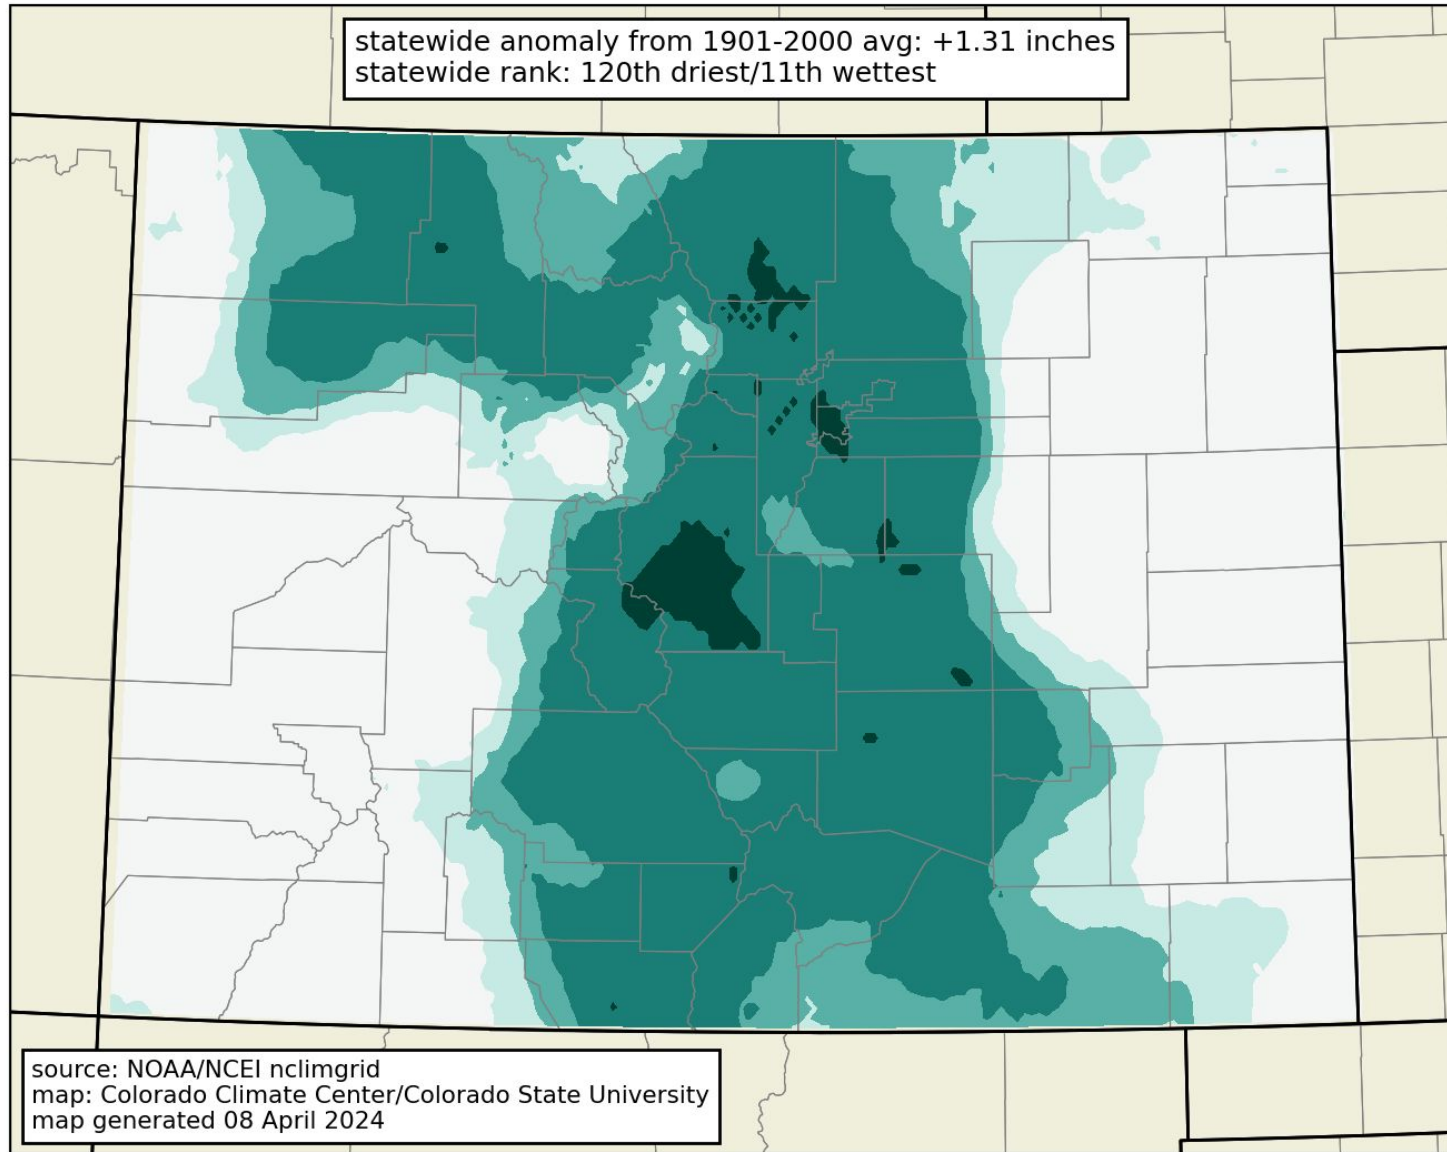 statewide anomaly from 1901-2000 avg: +1.31 inches
statewide rank: 120th driest/11th wettest
source: NOAA/NCEI nclimgrid
map: Colorado Climate Center/Colorado State University
map generated 08 April 2024